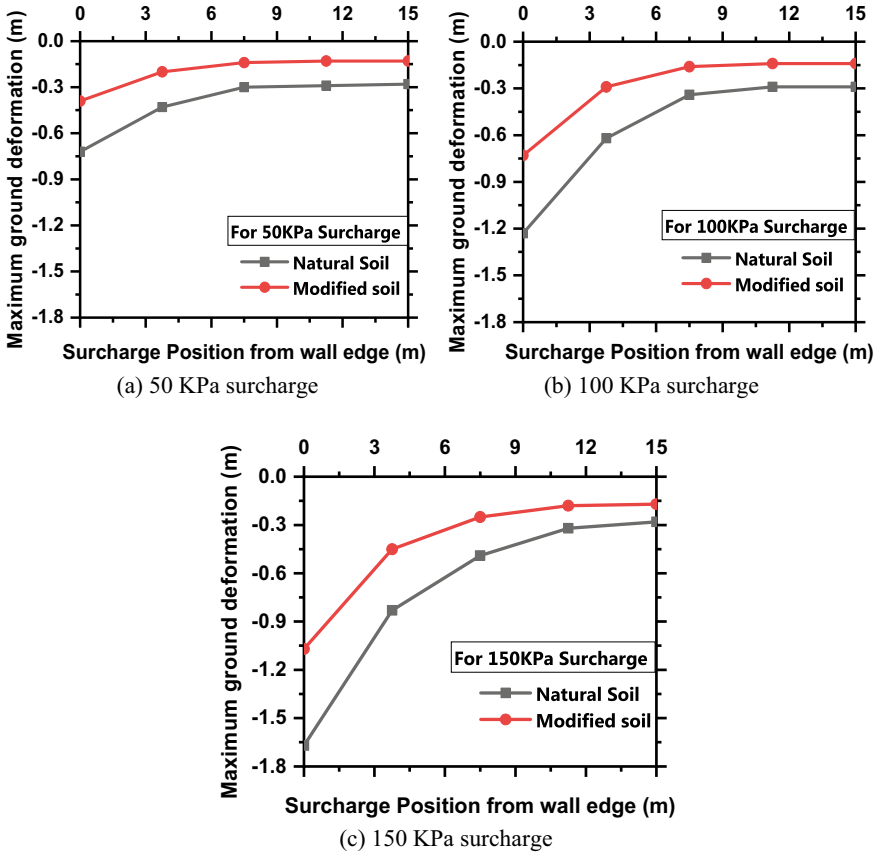 0 3 6 9 12 15
0.0
-0.3
-0.6
-0.9
-1.2
-1.5
-1.8
Maximum ground deformation (m)
For 50KPa Surcharge
Natural Soil
Modified soil
Surcharge Position from wall edge (m)
(a) 50 KPa surcharge
0 3 6 9 12 15
0.0
-0.3
-0.6
-0.9
-1.2
-1.5
-1.8
Maximum ground deformation (m)
For 100KPa Surcharge
Natural Soil
Modified soil
Surcharge Position from wall edge (m)
(b) 100 KPa surcharge
0 3 6 9 12 15
0.0
-0.3
-0.6
-0.9
-1.2
-1.5
-1.8
Maximum ground deformation (m)
For 150KPa Surcharge
Natural Soil
Modified soil
Surcharge Position from wall edge (m)
(c) 150 KPa surcharge